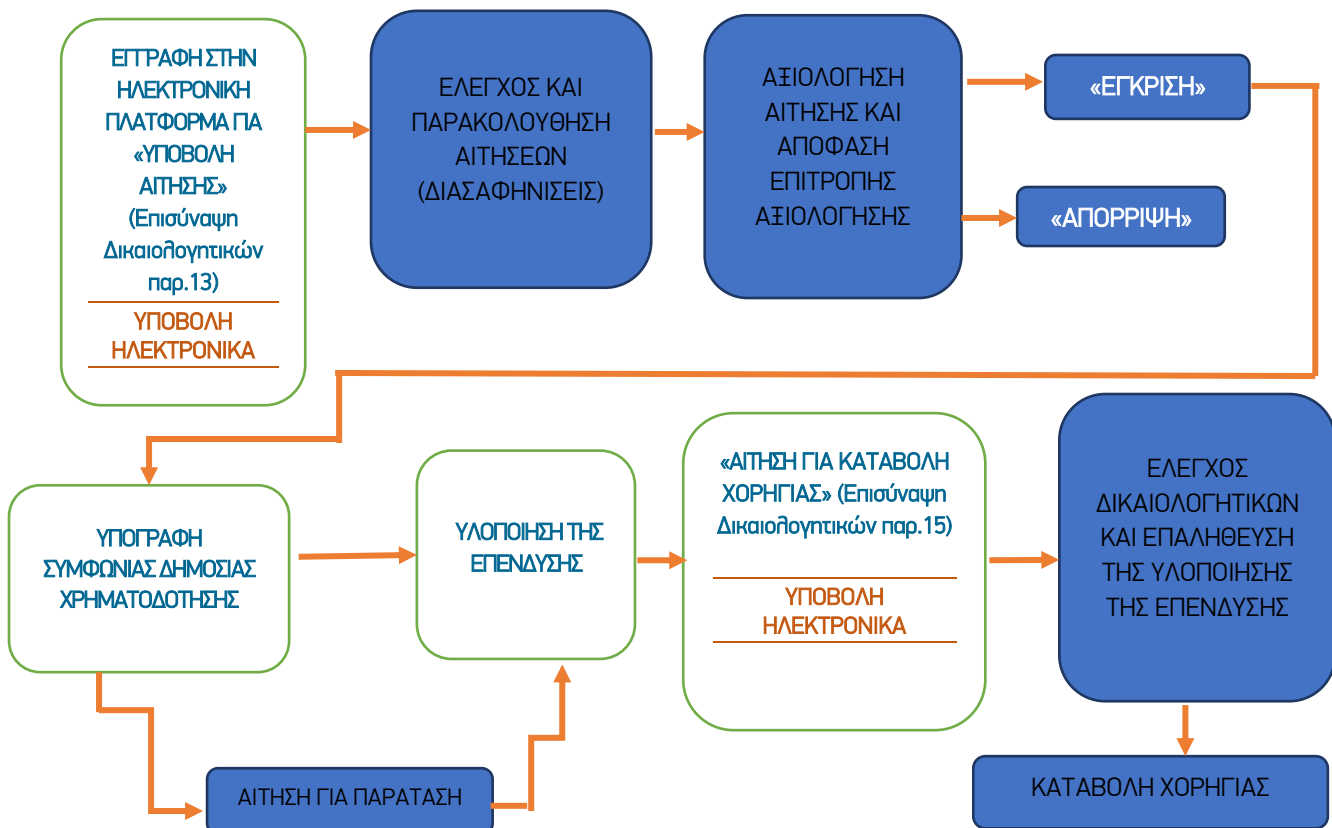 ΕΓΓΡΑΦΗ ΣΤΗΝ
ΗΛΕΚΤΡΟΝΙΚΗ
ΠΛΑΤΦΟΡΜΑ ΓΙΑ
«ΥΠΟΒΟΛΗ
ΑΙΤΗΣΗΣ»
(Επισύναψη
Δικαιολογητικών
παρ.13)
ΥΠΟΒΟΛΗ
ΗΛΕΚΤΡΟΝΙΚΑ
ΕΛΕΓΧΟΣ ΚΑΙ
ΠΑΡΑΚΟΛΟΥΘΗΣΗ
ΑΙΤΗΣΕΩΝ
(ΔΙΑΣΑΦΗΝΙΣΕΙΣ)
ΑΞΙΟΛΟΓΗΣΗ
ΑΙΤΗΣΗΣ ΚΑΙ
ΑΠΟΦΑΣΗ
ΕΠΙΤΡΟΠΗΣ
ΑΞΙΟΛΟΓΗΣΗΣ
«ΕΓΚΡΙΣΗ»
«ΑΠΟΡΡΙΨΗ»
ΥΠΟΓΡΑΦΗ
ΣΥΜΦΩΝΙΑΣ ΔΗΜΟΣΙΑΣ
ΧΡΗΜΑΤΟΔΟΤΗΣΗΣ
ΥΛΟΠΟΙΗΣΗ ΤΗΣ
ΕΠΕΝΔΥΣΗΣ
«ΑΙΤΗΣΗ ΓΙΑ ΚΑΤΑΒΟΛΗ
ΧΟΡΗΓΙΑΣ» (Επισύναψη
Δικαιολογητικών παρ.15)
ΥΠΟΒΟΛΗ
ΗΛΕΚΤΡΟΝΙΚΑ
ΕΛΕΓΧΟΣ
ΔΙΚΑΙΟΛΟΓΗΤΙΚΩΝ
ΚΑΙ ΕΠΑΛΗΘΕΥΣΗ
ΤΗΣ ΥΛΟΠΟΙΗΣΗΣ
ΤΗΣ ΕΠΕΝΔΥΣΗΣ
ΑΙΤΗΣΗ ΓΙΑ ΠΑΡΑΤΑΣΗ
ΚΑΤΑΒΟΛΗ ΧΟΡΗΓΙΑΣ